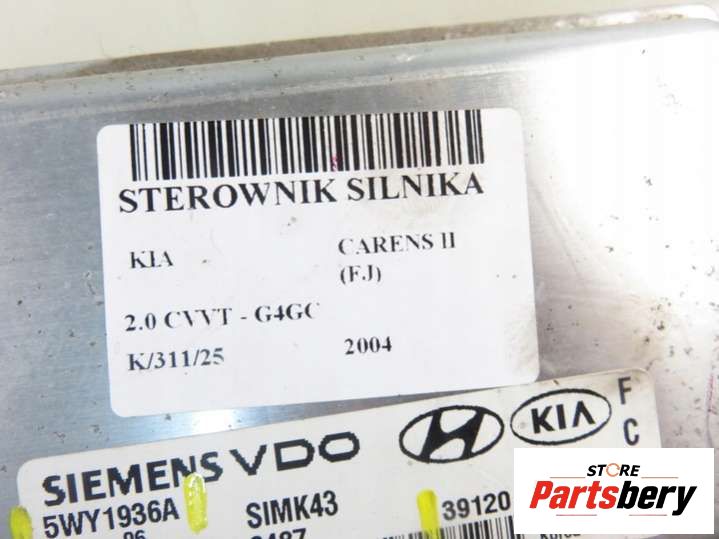 STEROWNIK SILNIKA
KIA CARENS II
(FJ)
2.0 CVVT - G4GC
K/311/25 2004
SIEMENS VDO KIA F
C
5WY1936A SIMK43 39120
STORE
Partsbery